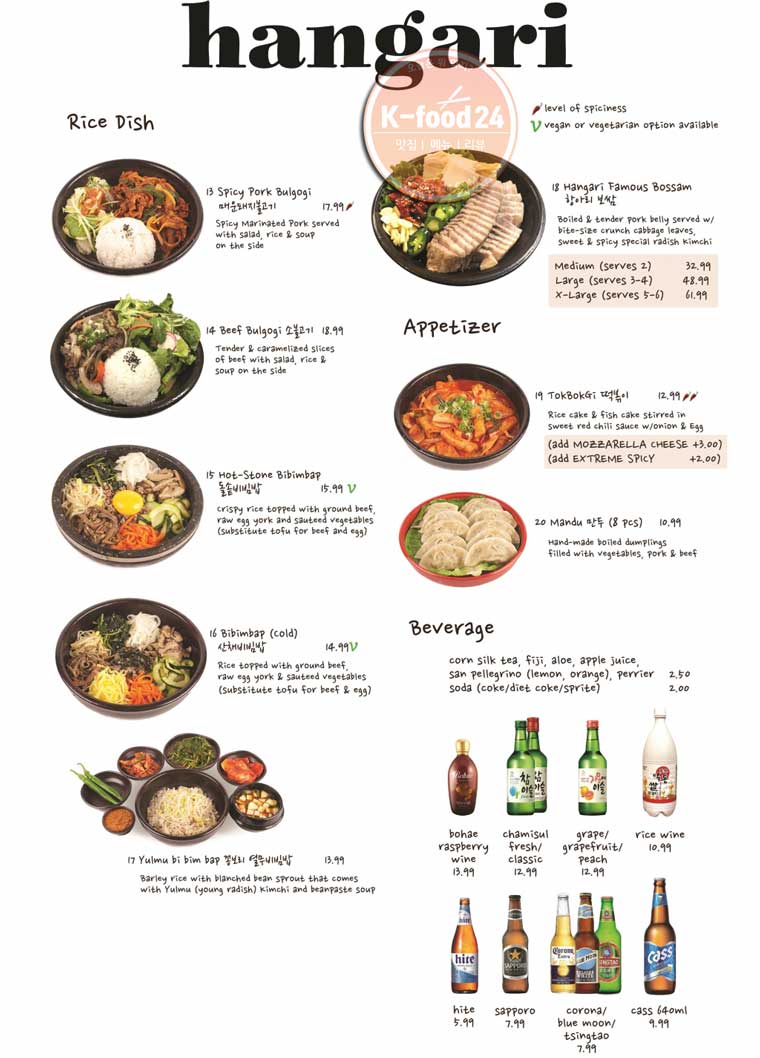 hangari
K-food24
맛집 | 메뉴 | 리뷰
level of spiciness
V vegan or vegetarian option available
Rice Dish
13 Spicy Pork Bulgogi
매운돼지불고기 17.99
Spicy Marinated Pork served
with salad, rice & soup
on the side
14 Beef Bulgogi 소불고기 18.99
Tender & caramelized slices
of beef with salad, rice &
soup on the side
15 Hot-Stone Bibimbap
돌솥비빔밥 15.99 V
Crispy rice topped with ground beef,
raw egg york and sauteed vegetables
(substitute tofu for beef and egg)
16 Bibimbap (cold)
산채비빔밥 14.99 V
Rice topped with ground beef,
raw egg york & sauteed vegetables
(substitute tofu for beef & egg)
17 Yulmu bi bim bap 꽁보리 열무비빔밥 13.99
Barley rice with blanched bean sprout that comes
with Yulmu (young radish) Kimchi and beanpaste soup
18 Hangari Famous Bossam
항아리 보쌈
Boiled & tender pork belly served w/
bite-size crunch cabbage leaves,
sweet & spicy special radish kimchi
Medium (serves 2) 32.99
Large (serves 3-4) 48.99
X-Large (serves 5-6) 61.99
Appetizer
19 TokBokGi 떡볶이 12.99
Rice cake & fish cake stirred in
sweet red chili sauce w/onion & Egg
(add MOZZARELLA CHEESE +3.00)
(add EXTREME SPICY +2.00)
20 Mandu 만두 (8 pcs) 10.99
Hand-made boiled dumplings
filled with vegetables, pork & beef
Beverage
corn silk tea, fiji, aloe, apple juice,
san pellegrino (lemon, orange), perrier 2.50
soda (coke/diet coke/sprite) 2.00
bohae
raspberry
wine
13.99
chamisul
fresh/
classic
12.99
grape/
grapefruit/
peach
12.99
rice wine
10.99
hite
SAPPORO
Corona
Extra
BLUE MOON
TSINGTAO
Cass
hite
5.99
sapporo
7.99
corona/
blue moon/
tsingtao
7.99
cass 640ml
9.99